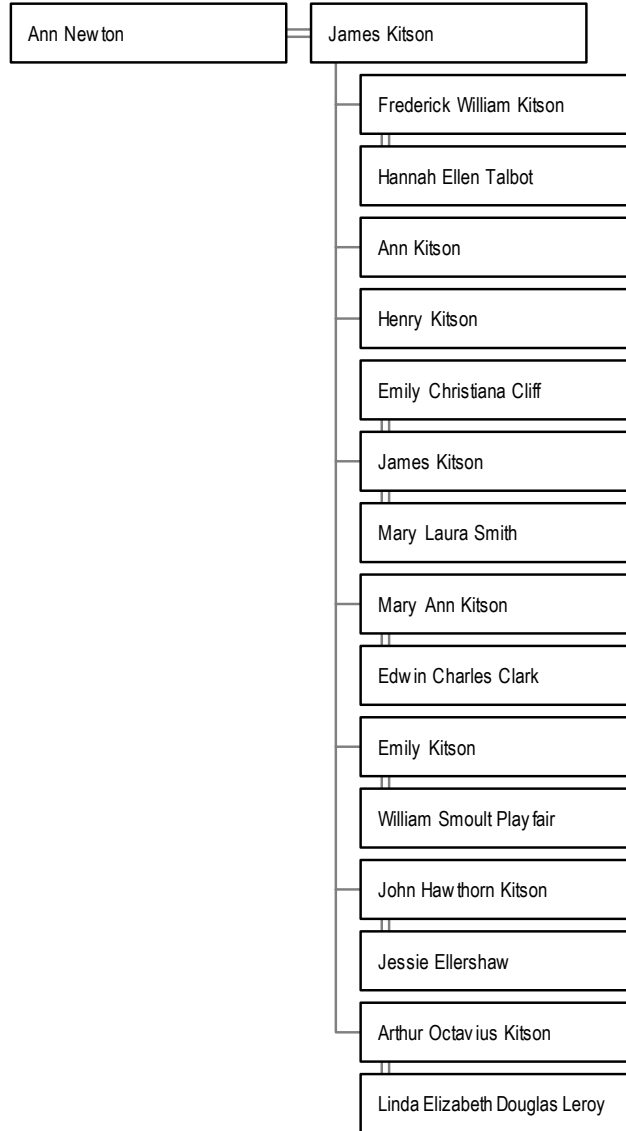 Ann Newton
James Kitson
Frederick William Kitson
Hannah Ellen Talbot
Ann Kitson
Henry Kitson
Emily Christiana Cliff
James Kitson
Mary Laura Smith
Mary Ann Kitson
Edwin Charles Clark
Emily Kitson
William Smoult Playfair
John Hawthorn Kitson
Jessie Ellershaw
Arthur Octavius Kitson
Linda Elizabeth Douglas Leroy